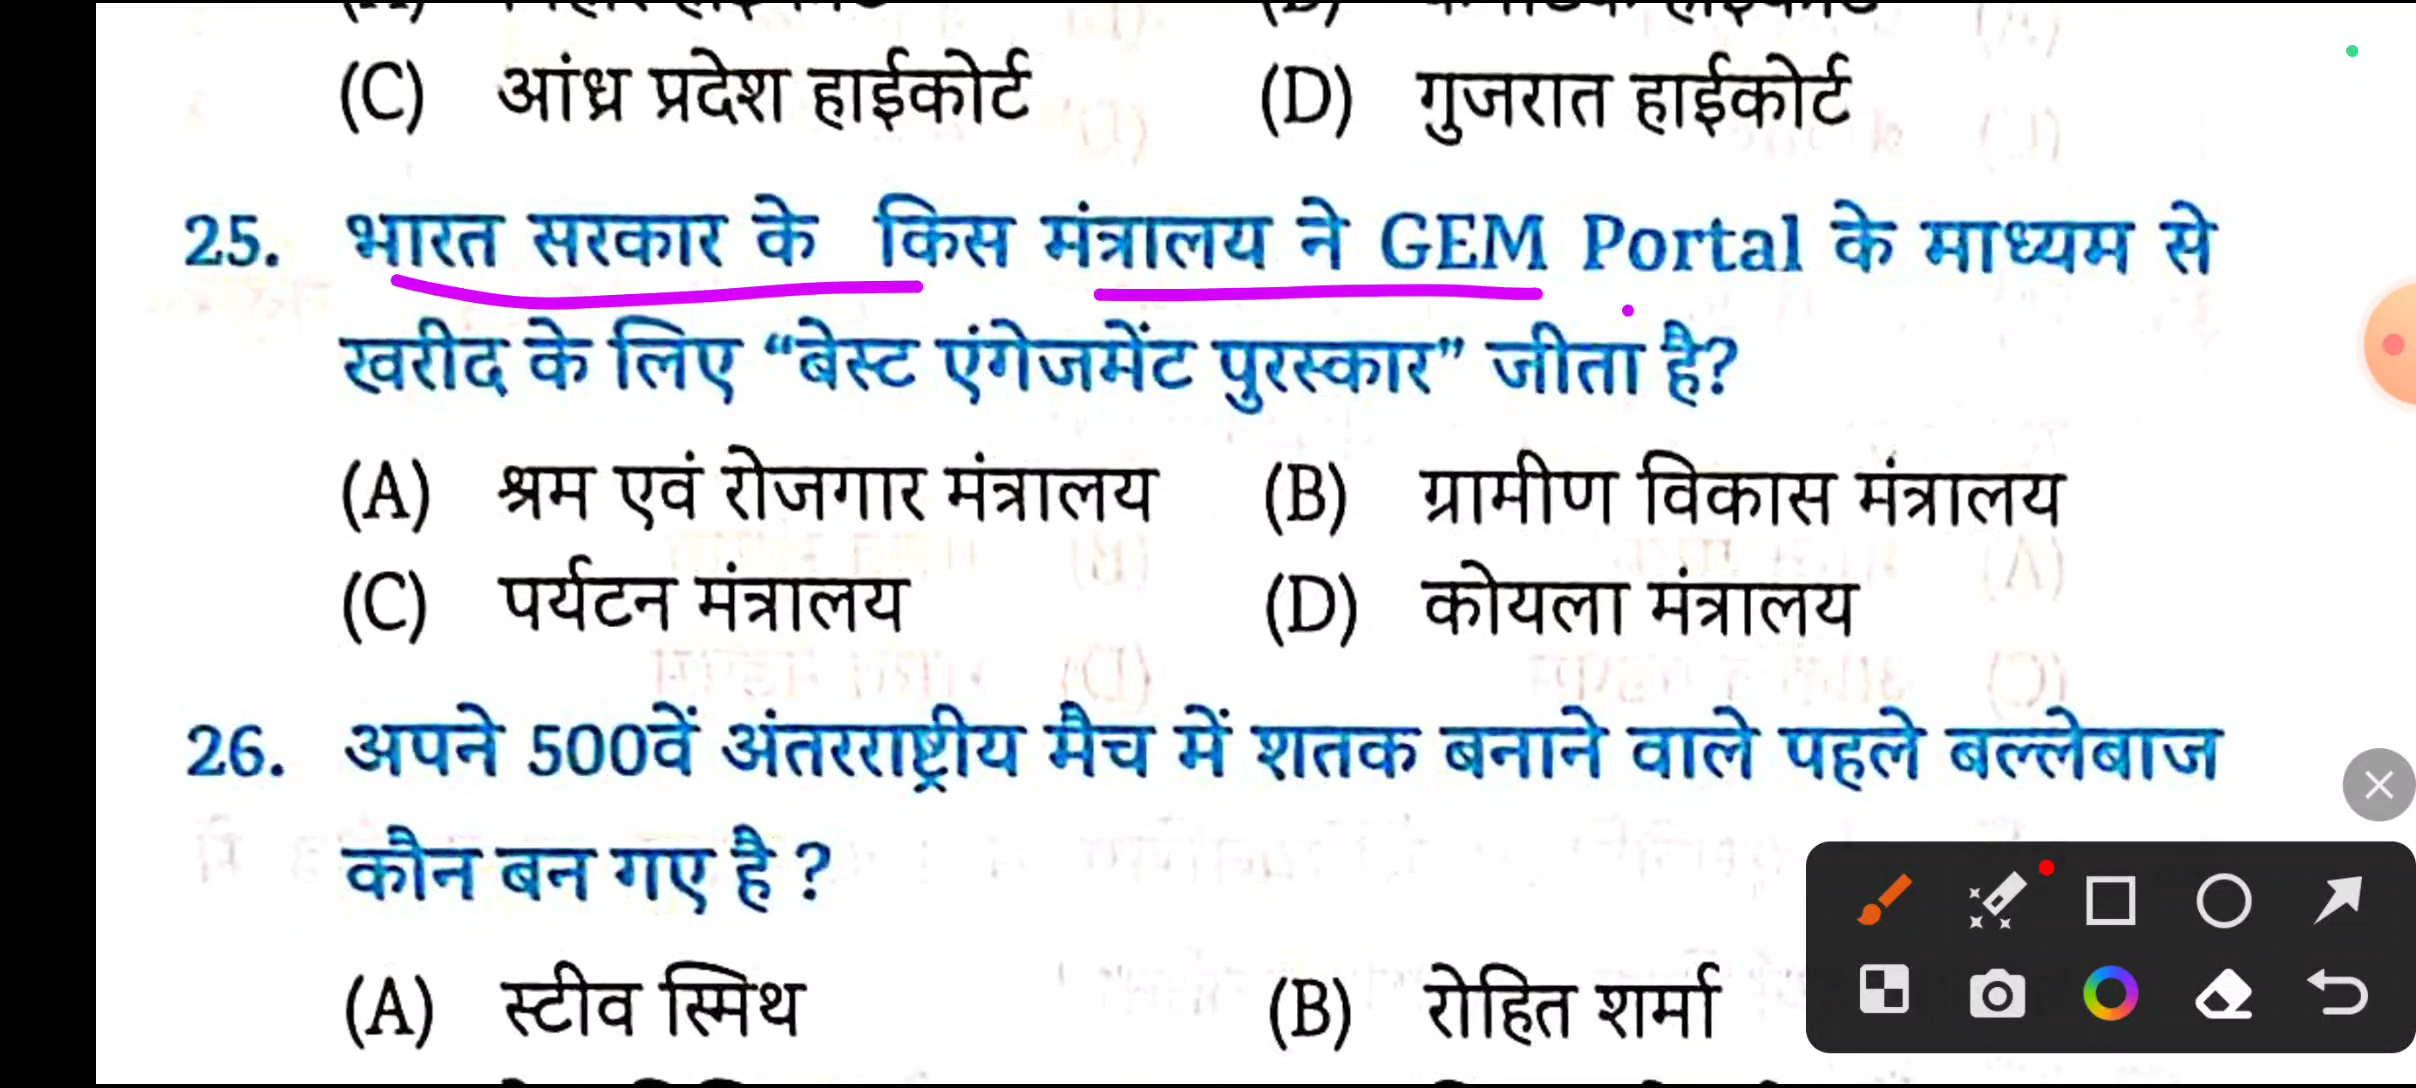 (C) आंध्र प्रदेश हाईकोर्ट (D) गुजरात हाईकोर्ट
25. भारत सरकार के किस मंत्रालय ने GEM Portal के माध्यम से
खरीद के लिए “बेस्ट एंगेजमेंट पुरस्कार” जीता है?
(A) श्रम एवं रोजगार मंत्रालय (B) ग्रामीण विकास मंत्रालय
(C) पर्यटन मंत्रालय (D) कोयला मंत्रालय
26. अपने 500वें अंतरराष्ट्रीय मैच में शतक बनाने वाले पहले बल्लेबाज
कौन बन गए है ?
(A) स्टीव स्मिथ (B) रोहित शर्मा